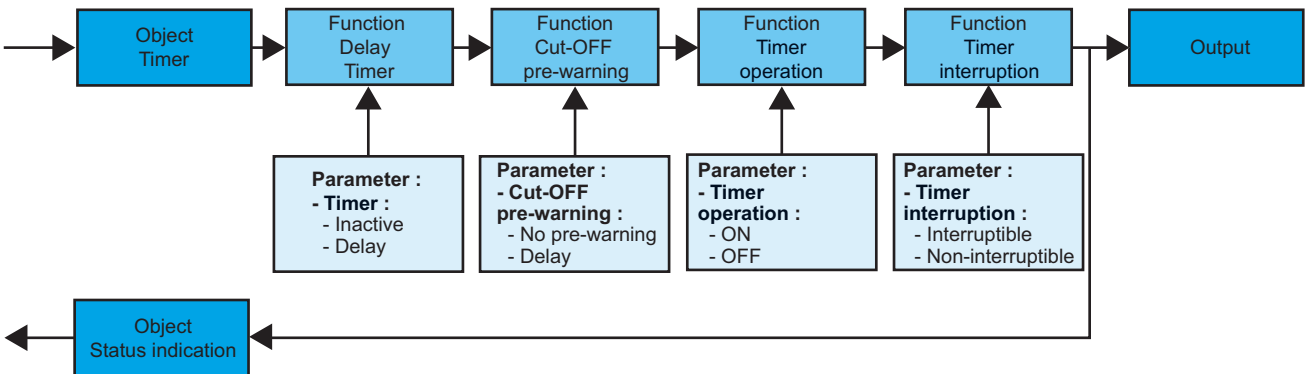 Object
Timer
Function
Delay
Timer
Function
Cut-OFF
pre-warning
Function
Timer
operation
Function
Timer
interruption
Output
Parameter :
- Timer :
- Inactive
- Delay
Parameter :
- Cut-OFF
pre-warning :
- No pre-warning
- Delay
Parameter :
- Timer
operation :
- ON
- OFF
Parameter :
- Timer
interruption :
- Interruptible
- Non-interruptible
Object
Status indication